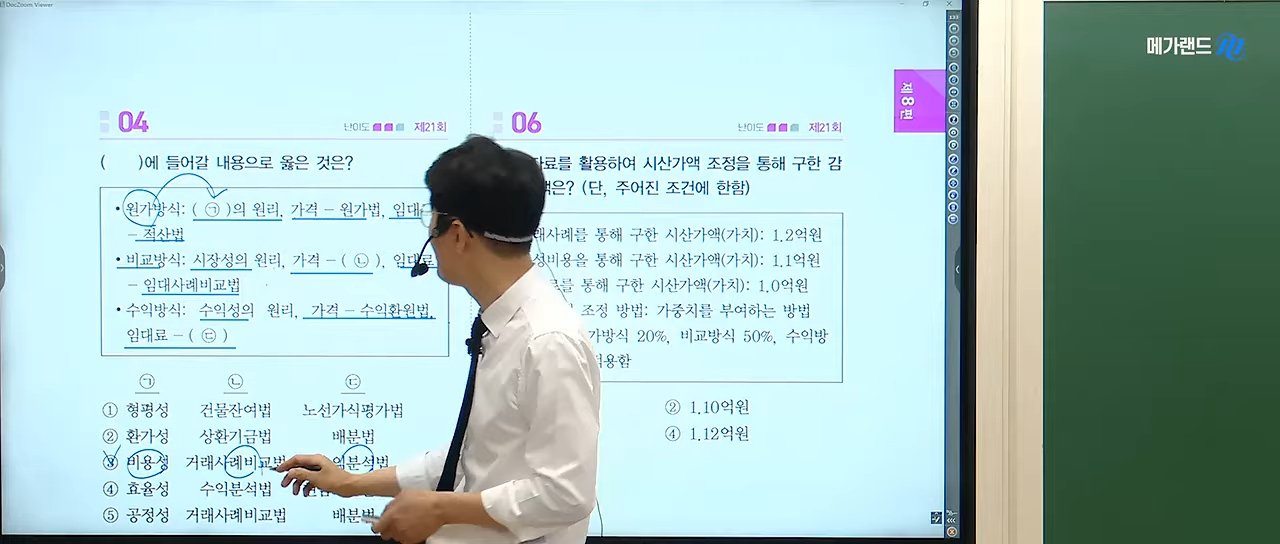 DocZoom Viewer
메가랜드
제8편
04
난이도 제21회
( )에 들어갈 내용으로 옳은 것은?
• 원가방식: ( ㉠ )의 원리, 가격 – 원가법, 임대
– 적산법
• 비교방식: 시장성의 원리, 가격 – ( ㉡ ), 임대료
– 임대사례비교법
• 수익방식: 수익성의 원리, 가격 – 수익환원법,
임대료 – ( ㉢ )
㉠ ㉡ ㉢
① 형평성 건물잔여법 노선가식평가법
② 환가성 상환기금법 배분법
③ 비용성 거래사례비교법 익분석법
④ 효율성 수익분석법
⑤ 공정성 거래사례비교법 배분법
06
난이도 제21회
자료를 활용하여 시산가액 조정을 통해 구한 감
액은? (단, 주어진 조건에 한함)
래사례를 통해 구한 시산가액(가치): 1.2억원
성비용을 통해 구한 시산가액(가치): 1.1억원
료를 통해 구한 시산가액(가치): 1.0억원
조정 방법: 가중치를 부여하는 방법
가방식 20%, 비교방식 50%, 수익방
적용함
② 1.10억원
④ 1.12억원